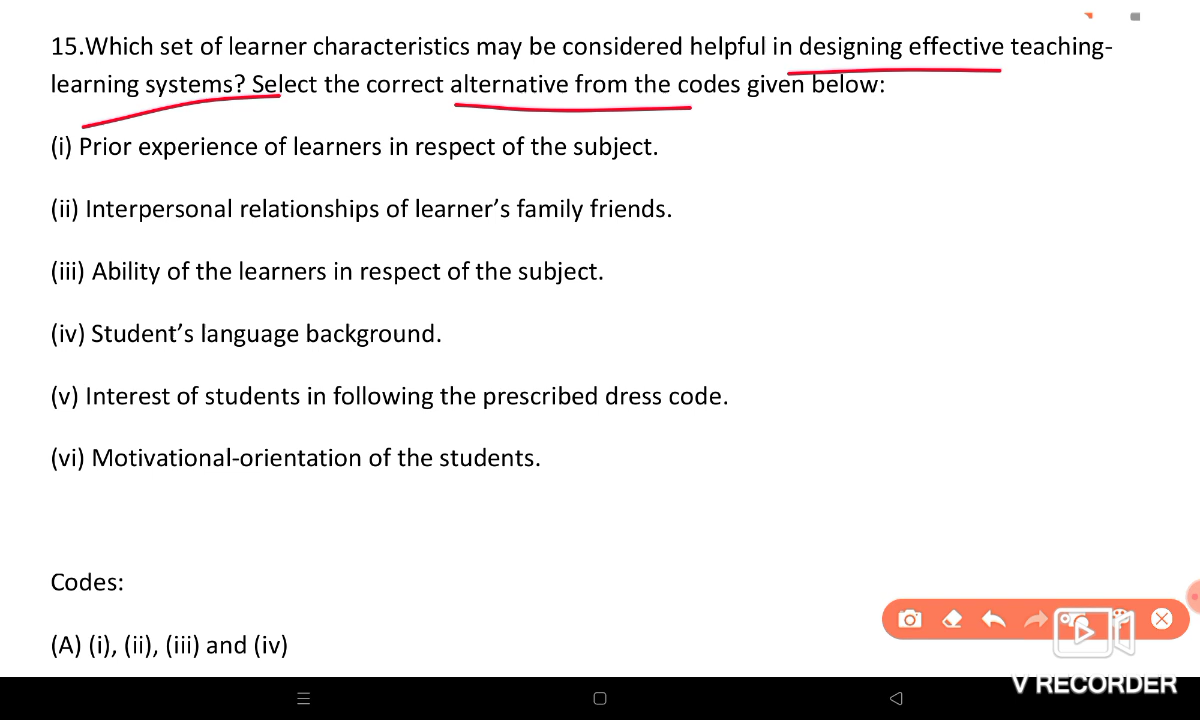 15.Which set of learner characteristics may be considered helpful in designing effective teaching-
learning systems? Select the correct alternative from the codes given below:
(i) Prior experience of learners in respect of the subject.
(ii) Interpersonal relationships of learner’s family friends.
(iii) Ability of the learners in respect of the subject.
(iv) Student’s language background.
(v) Interest of students in following the prescribed dress code.
(vi) Motivational-orientation of the students.
Codes:
(A) (i), (ii), (iii) and (iv)
V RECORDER